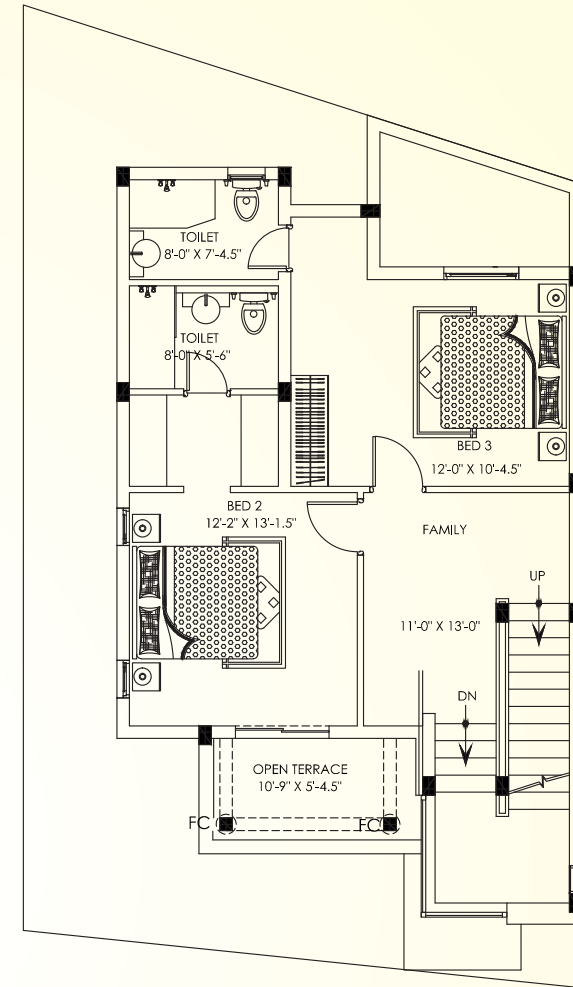 TOILET
8'-0" X 7'-4.5"
TOILET
8'-0" X 5'-6"
BED 3
12'-0" X 10'-4.5"
BED 2
12'-2" X 13'-1.5"
FAMILY
11'-0" X 13'-0"
UP
DN
OPEN TERRACE
10'-9" X 5'-4.5"
FC
FC